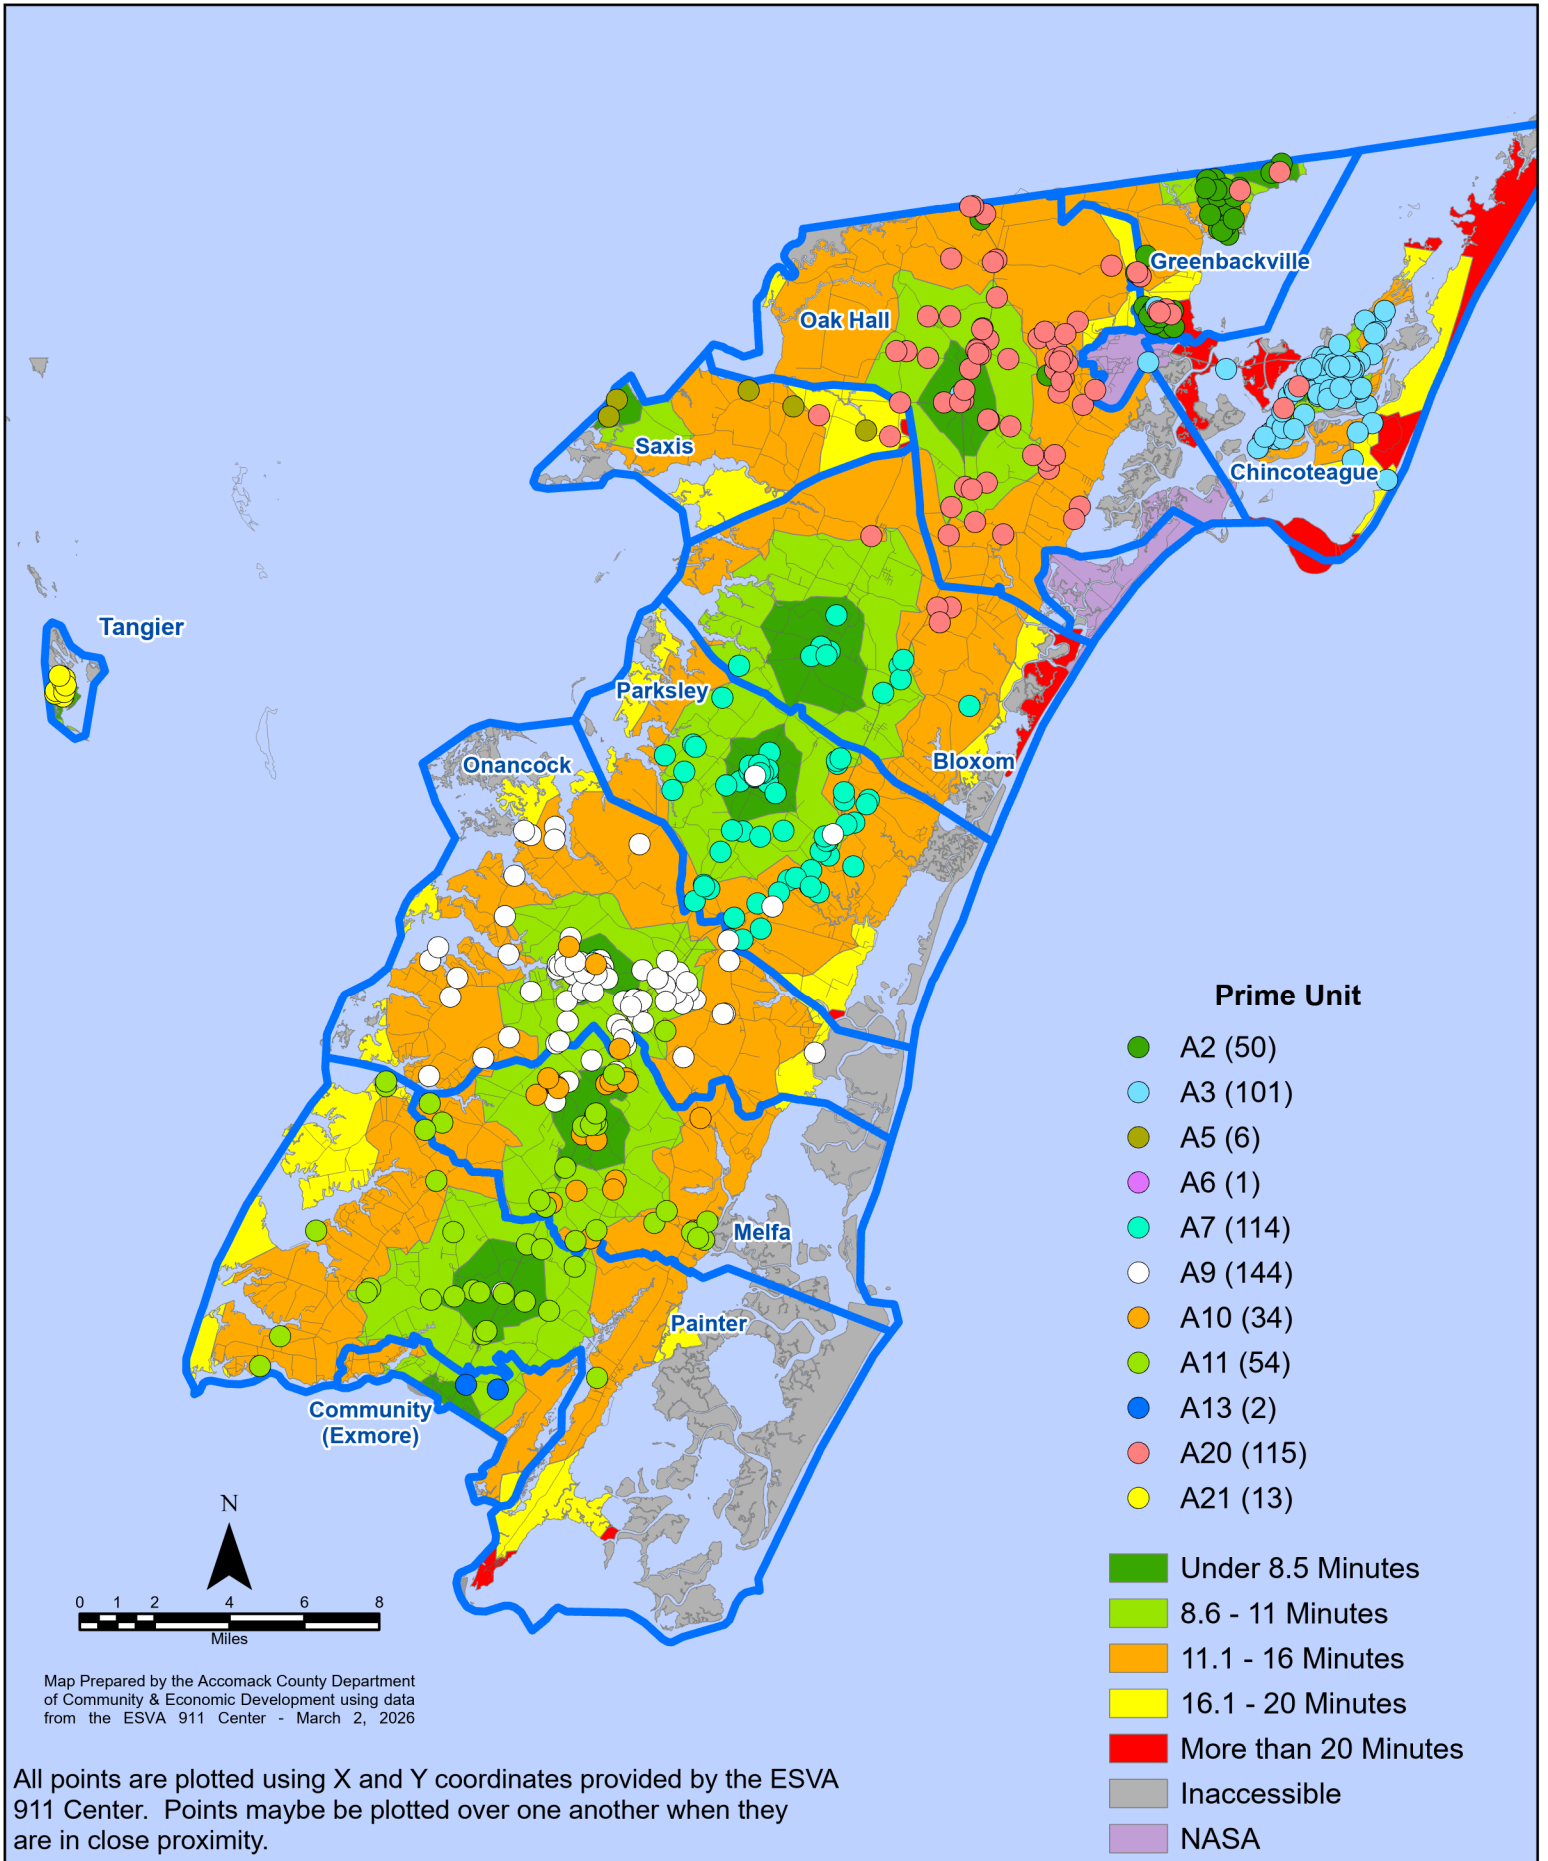 Greenbackville
Oak Hall
Saxis
Chincoteague
Tangier
Parksley
Onancock
Bloxom
Melfa
Painter
Community
(Exmore)
Prime Unit
A2 (50)
A3 (101)
A5 (6)
A6 (1)
A7 (114)
A9 (144)
A10 (34)
A11 (54)
A13 (2)
A20 (115)
A21 (13)
Under 8.5 Minutes
8.6 - 11 Minutes
11.1 - 16 Minutes
16.1 - 20 Minutes
More than 20 Minutes
Inaccessible
NASA
N
0 1 2 4 6 8
Miles
Map Prepared by the Accomack County Department
of Community & Economic Development using data
from the ESVA 911 Center - March 2, 2026
All points are plotted using X and Y coordinates provided by the ESVA
911 Center.  Points maybe be plotted over one another when they
are in close proximity.